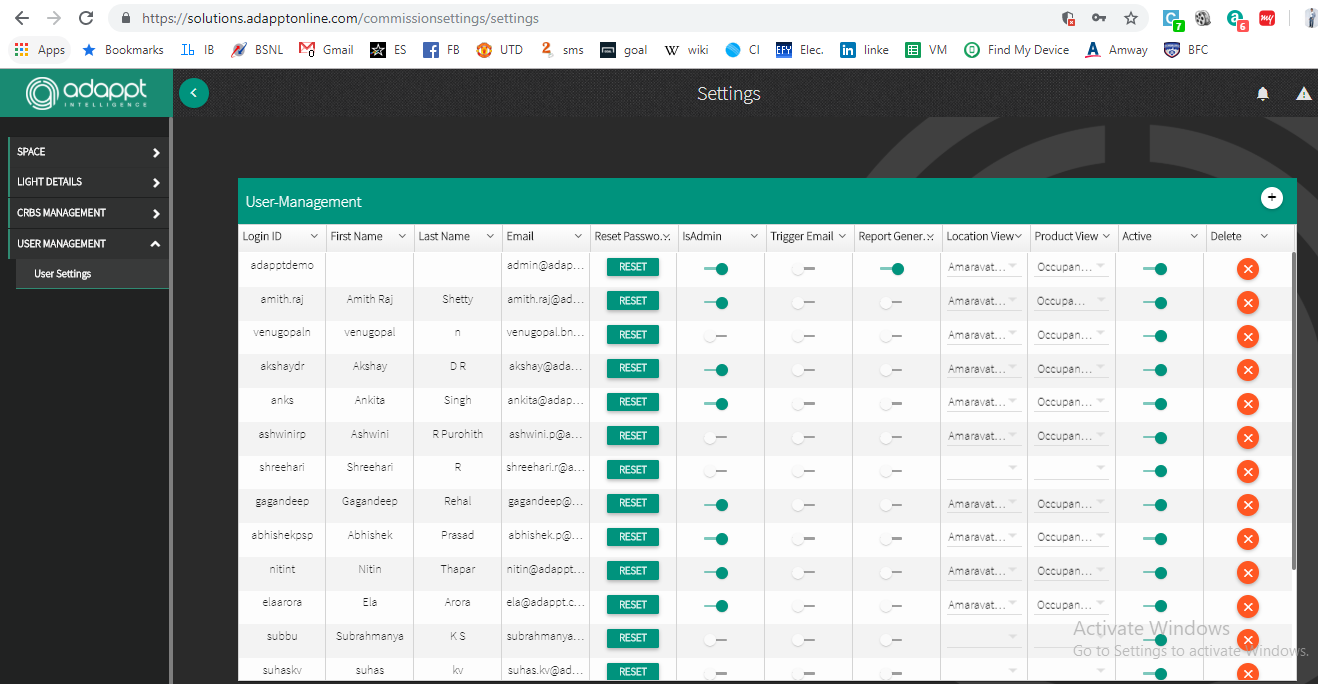 https://solutions.adapptonline.com/commissionsettings/settings
7 6 my
Apps Bookmarks Ib IB BSNL Gmail ES FB UTD 2 sms goal W wiki CI EFY Elec. in linke VM Find My Device A Amway BFC
adappt
INTELLIGENCE
Settings
SPACE
LIGHT DETAILS
CRBS MANAGEMENT
USER MANAGEMENT
User Settings
User-Management +
Login ID First Name Last Name Email Reset Passwo... IsAdmin Trigger Email Report Gener... Location View Product View Active Delete
adapptdemo admin@adap... RESET Amaravat... Occupan...
amith.raj Amith Raj Shetty amith.raj@ad... RESET Amaravat... Occupa...
venugopaln venugopal n venugopal.bn... RESET Amaravat... Occupan...
akshaydr Akshay D R akshay@ada... RESET Amaravat... Occupan...
anks Ankita Singh ankita@adap... RESET Amaravat... Occupan...
ashwinirp Ashwini R Purohith ashwini.p@a... RESET Amaravat... Occupan...
shreehari Shreehari R shreehari.r@a... RESET
gagandeep Gagandeep Rehal gagandeep@... RESET Amaravat... Occupan...
abhishekpsp Abhishek Prasad abhishek.p@... RESET Amaravat... Occupan...
nitint Nitin Thapar nitin@adappt... RESET Amaravat... Occupan...
elaarora Ela Arora ela@adappt.c... RESET Amaravat... Occupan...
subbu Subrahmanya K S subrahmanya... RESET
suhaskv suhas kv suhas.kv@ad... RESET
Activate Windows
Go to Settings to activate Windows.